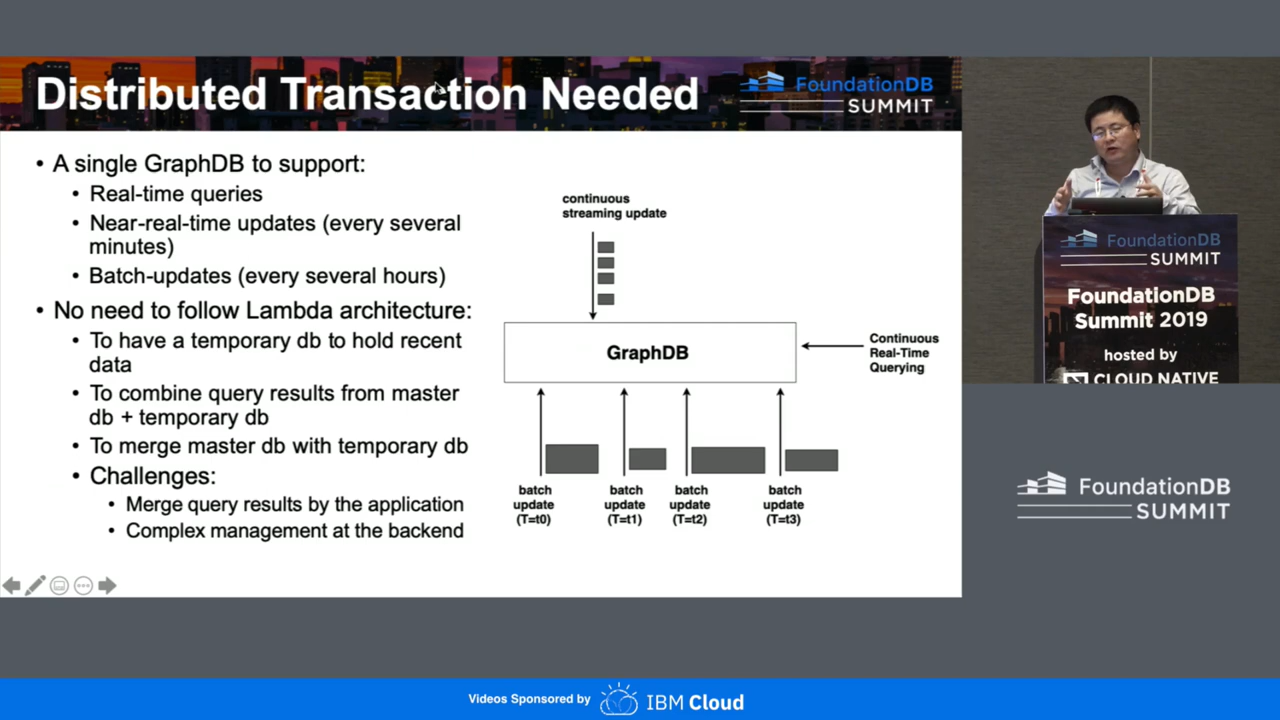 Distributed Transaction Needed
FoundationDB
SUMMIT
• A single GraphDB to support:
• Real-time queries
• Near-real-time updates (every several
minutes)
• Batch-updates (every several hours)
• No need to follow Lambda architecture:
• To have a temporary db to hold recent
data
• To combine query results from master
db + temporary db
• To merge master db with temporary db
• Challenges:
• Merge query results by the application
• Complex management at the backend
continuous
streaming update
GraphDB
Continuous
Real-Time
Querying
batch
update
(T=t0)
batch
update
(T=t1)
batch
update
(T=t2)
batch
update
(T=t3)
FoundationDB
SUMMIT
FoundationDB
Summit 2019
hosted by
CLOUD NATIVE
FoundationDB
SUMMIT
Videos Sponsored by
IBM Cloud